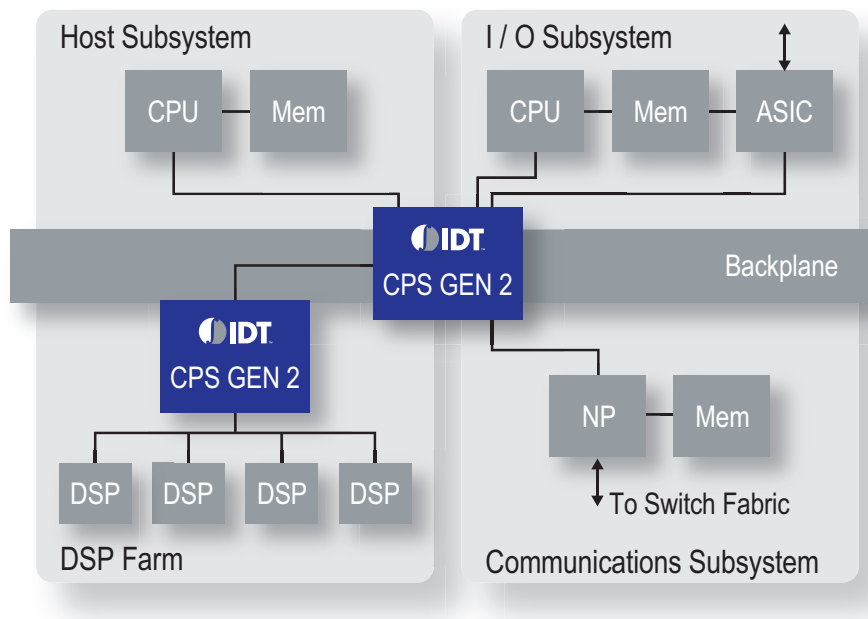 Host Subsystem
CPU
Mem
I / O Subsystem
CPU
Mem
ASIC
IDT
CPS GEN 2
Backplane
IDT
CPS GEN 2
DSP
DSP
DSP
DSP
DSP Farm
NP
Mem
To Switch Fabric
Communications Subsystem